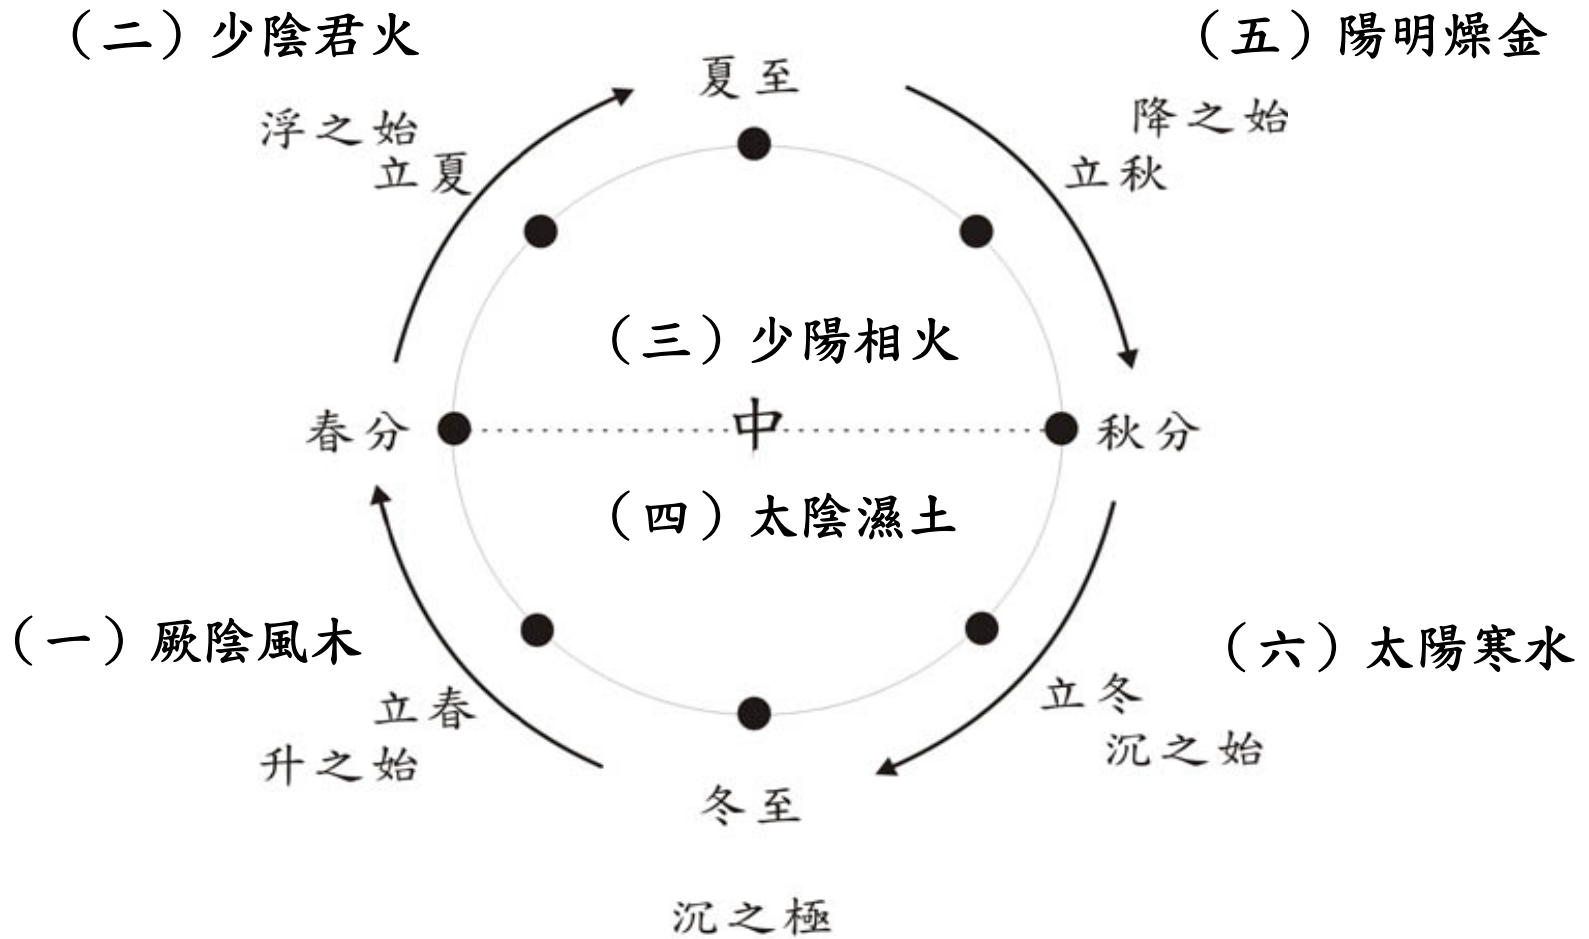 (二)少陰君火
(五)陽明燥金
夏至
浮之始
立夏
降之始
立秋
(三)少陽相火
春分
中
秋分
(四)太陰濕土
(一)厥陰風木
(六)太陽寒水
立春
升之始
立冬
沉之始
冬至
沉之極